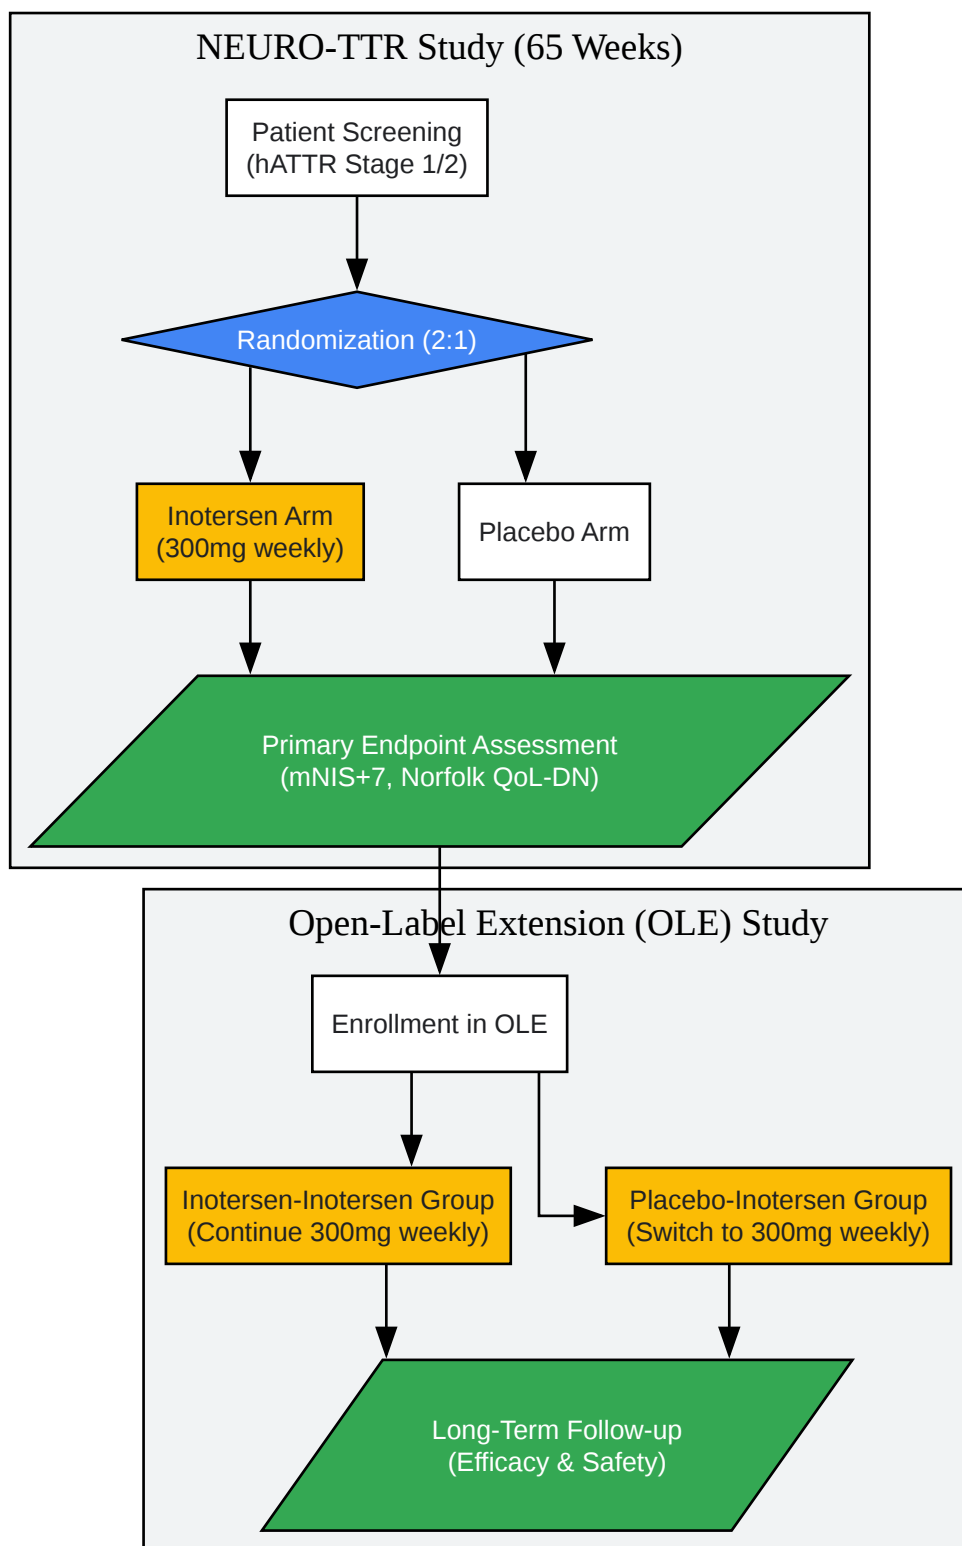 NEURO-TTR Study (65 Weeks)
Patient Screening
(hATTR Stage 1/2)
Randomization (2:1)
Inotersen Arm
(300mg weekly)
Placebo Arm
Primary Endpoint Assessment
(mNIS+7, Norfolk QoL-DN)
Open-Label Extension (OLE) Study
Enrollment in OLE
Inotersen-Inotersen Group
(Continue 300mg weekly)
Placebo-Inotersen Group
(Switch to 300mg weekly)
Long-Term Follow-up
(Efficacy & Safety)